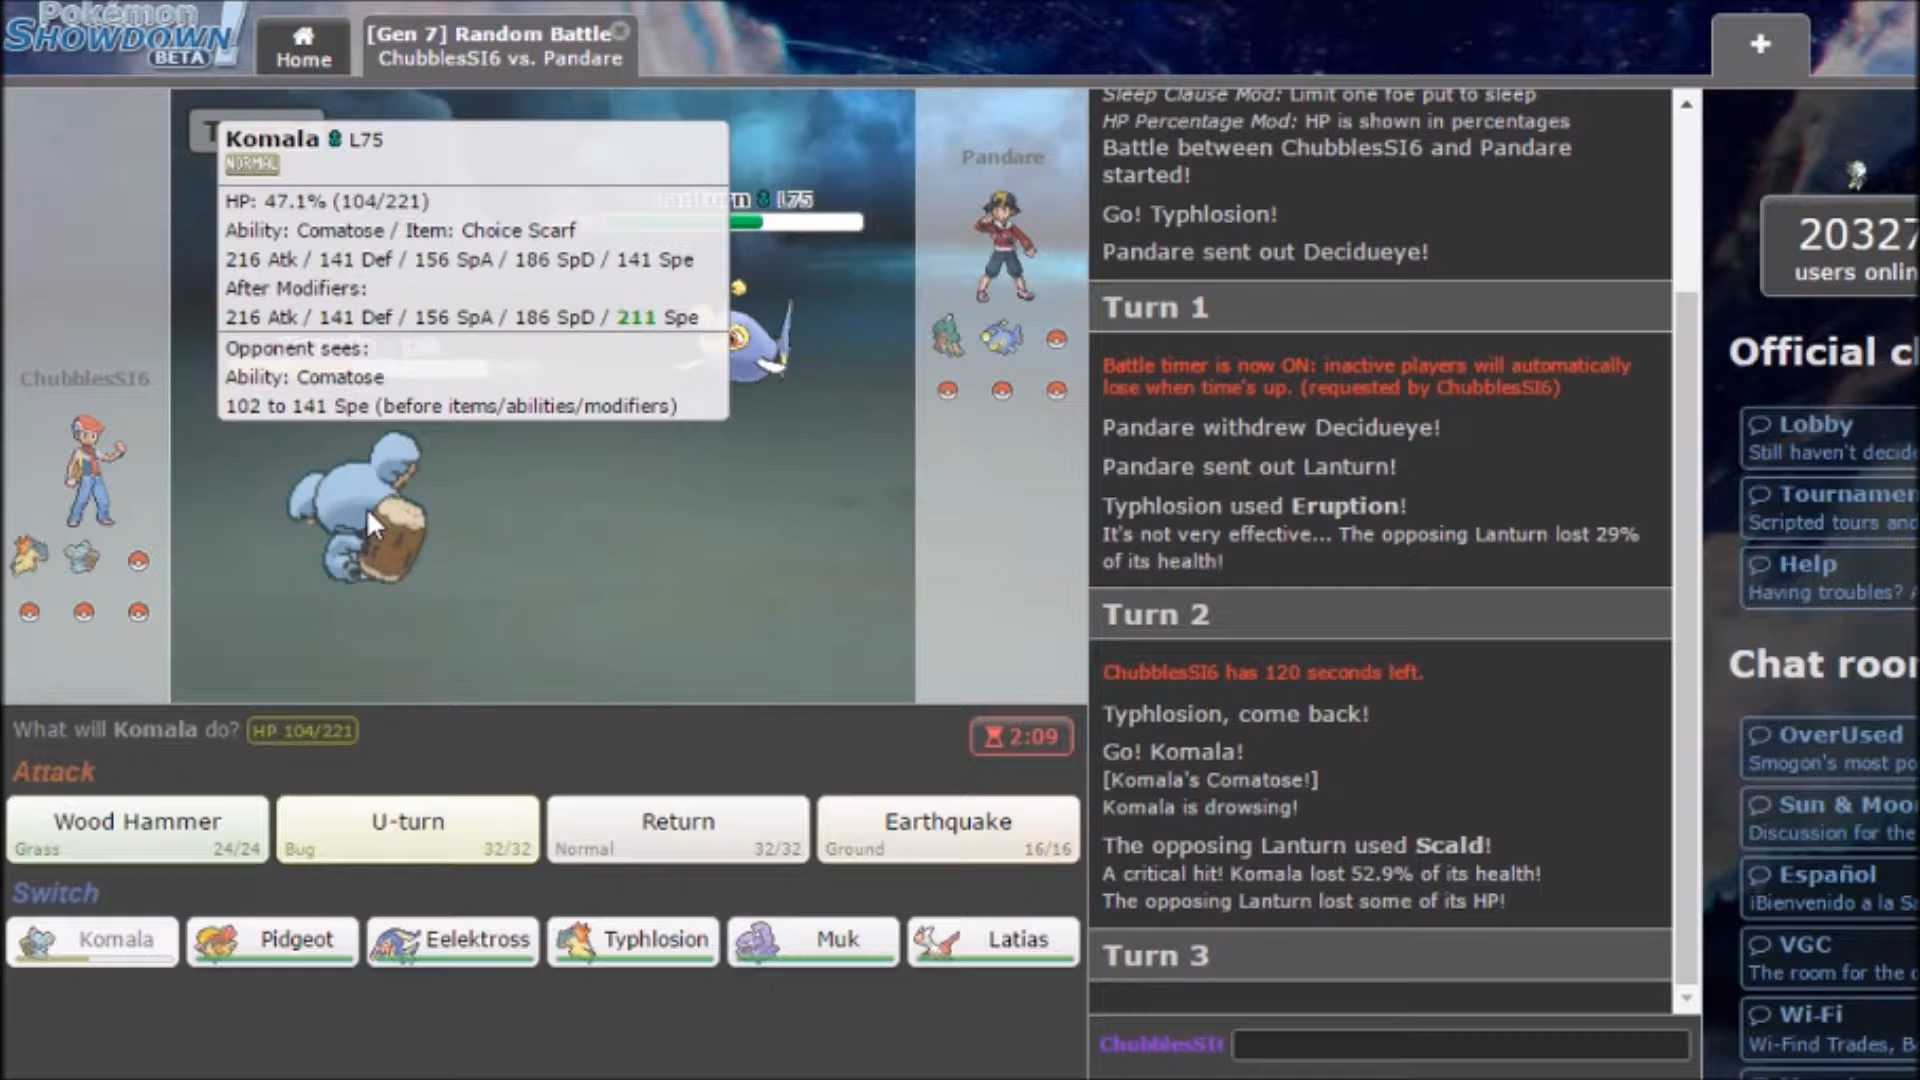 Pokémon
SHOWDOWN!
BETA
Home
[Gen 7] Random Battle
ChubblesSI6 vs. Pandare
+
T
Komala L75
NORMAL
HP: 47.1% (104/221)
Ability: Comatose / Item: Choice Scarf
216 Atk / 141 Def / 156 SpA / 186 SpD / 141 Spe
After Modifiers:
216 Atk / 141 Def / 156 SpA / 186 SpD / 211 Spe
Opponent sees:
Ability: Comatose
102 to 141 Spe (before items/abilities/modifiers)
L75
ChubblesSI6
Pandare
What will Komala do? HP 104/221
2:09
Attack
Wood Hammer
Grass 24/24
U-turn
Bug 32/32
Return
Normal 32/32
Earthquake
Ground 16/16
Switch
Komala
Pidgeot
Eelektross
Typhlosion
Muk
Latias
Sleep Clause Mod: Limit one foe put to sleep
HP Percentage Mod: HP is shown in percentages
Battle between ChubblesSI6 and Pandare
started!
Go! Typhlosion!
Pandare sent out Decidueye!
Turn 1
Battle timer is now ON: inactive players will automatically
lose when time's up. (requested by ChubblesSI6)
Pandare withdrew Decidueye!
Pandare sent out Lanturn!
Typhlosion used Eruption!
It's not very effective... The opposing Lanturn lost 29%
of its health!
Turn 2
ChubblesSI6 has 120 seconds left.
Typhlosion, come back!
Go! Komala!
[Komala's Comatose!]
Komala is drowsing!
The opposing Lanturn used Scald!
A critical hit! Komala lost 52.9% of its health!
The opposing Lanturn lost some of its HP!
Turn 3
ChubblesSI
20327
users onlin
Official c
Lobby
Still haven't decid
Tournamen
Scripted tours and
Help
Having troubles?
Chat roor
OverUsed
Smogon's most po
Sun & Moo
Discussion for the
Español
¡Bienvenido a la S
VGC
The room for the
Wi-Fi
Wi-Find Trades, B